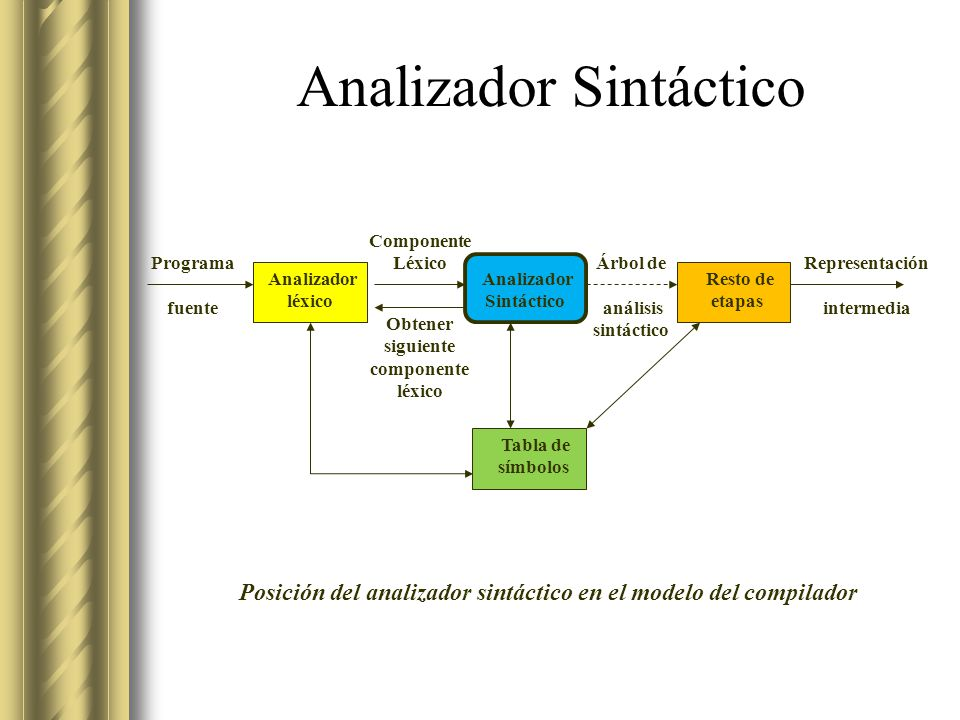 Analizador Sintáctico
Programa
fuente
Analizador
léxico
Componente
Léxico
Obtener
siguiente
componente
léxico
Analizador
Sintáctico
Árbol de
análisis
sintáctico
Resto de
etapas
Representación
intermedia
Tabla de
símbolos
Posición del analizador sintáctico en el modelo del compilador